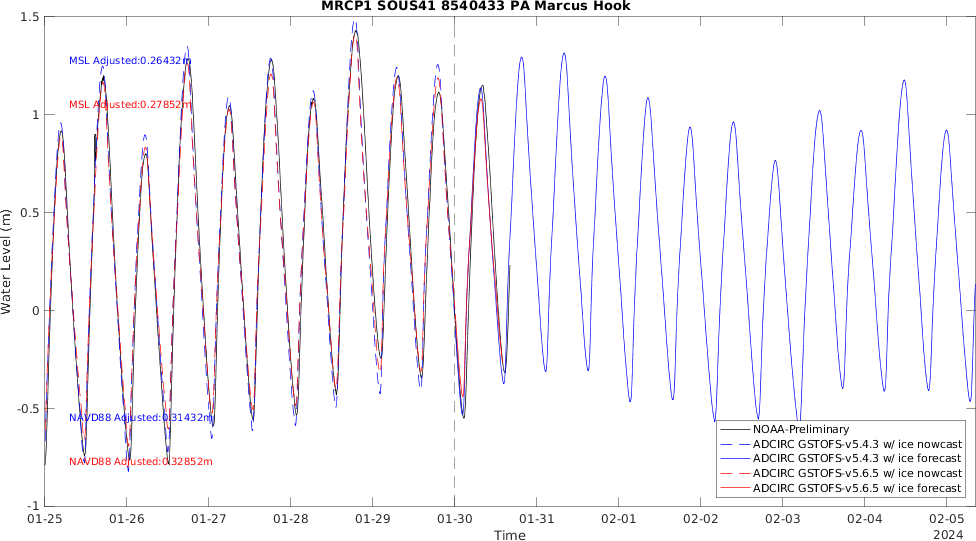 MRCP1 SOUS41 8540433 PA Marcus Hook
Water Level (m)
1.5
1
0.5
0
-0.5
-1
MSL Adjusted:0.26432m
MSL Adjusted:0.27852m
NAVD88 Adjusted:0.31432m
NAVD88 Adjusted:0.32852m
NOAA-Preliminary
ADCIRC GSTOFS-v5.4.3 w/ ice nowcast
ADCIRC GSTOFS-v5.4.3 w/ ice forecast
ADCIRC GSTOFS-v5.6.5 w/ ice nowcast
ADCIRC GSTOFS-v5.6.5 w/ ice forecast
01-25 01-26 01-27 01-28 01-29 01-30 01-31 02-01 02-02 02-03 02-04 02-05
Time
2024